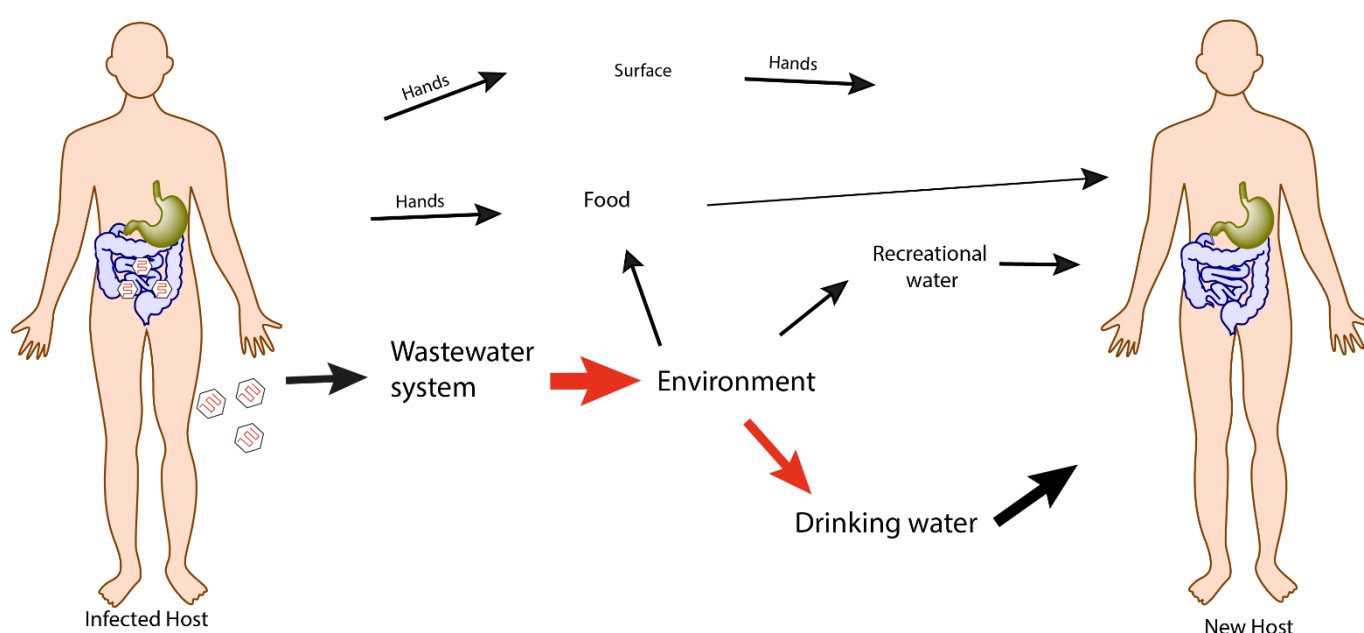 Hands
Surface
Hands
Hands
Food
Recreational
water
Wastewater
system
Environment
Drinking water
Infected Host
New Host